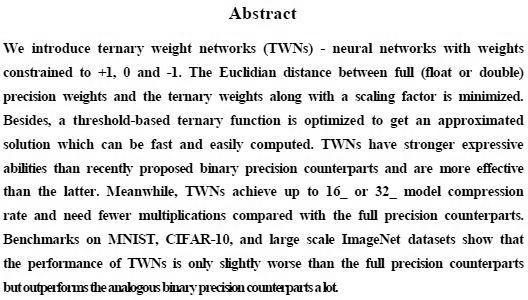 Abstract
We introduce ternary weight networks (TWNs) - neural networks with weights
constrained to +1, 0 and -1. The Euclidian distance between full (float or double)
precision weights and the ternary weights along with a scaling factor is minimized.
Besides, a threshold-based ternary function is optimized to get an approximated
solution which can be fast and easily computed. TWNs have stronger expressive
abilities than recently proposed binary precision counterparts and are more effective
than the latter. Meanwhile, TWNs achieve up to 16_ or 32_ model compression
rate and need fewer multiplications compared with the full precision counterparts.
Benchmarks on MNIST, CIFAR-10, and large scale ImageNet datasets show that
the performance of TWNs is only slightly worse than the full precision counterparts
but outperforms the analogous binary precision counterparts a lot.